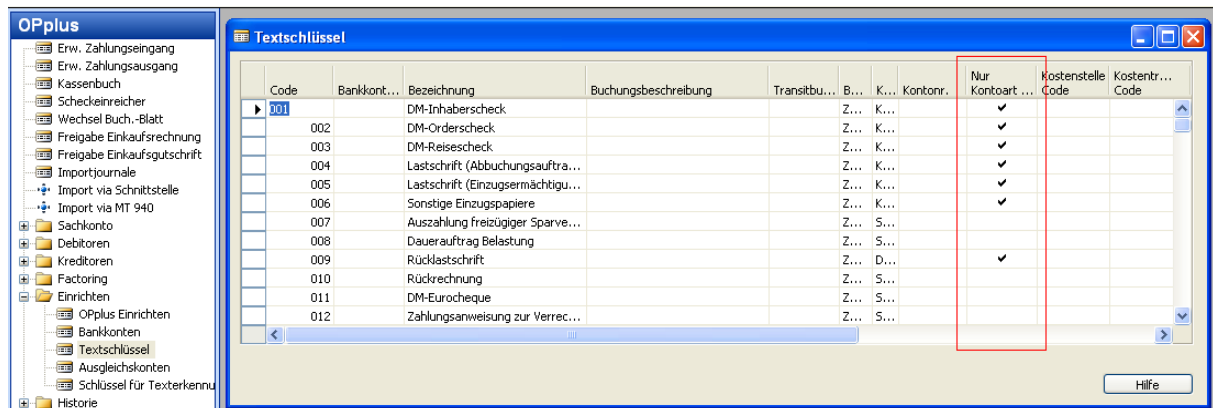 OPplus
Erw. Zahlungseingang
Erw. Zahlungsausgang
Kassenbuch
Scheckeinreicher
Wechsel Buch.-Blatt
Freigabe Einkaufsrechnung
Freigabe Einkaufsgutschrift
Importjournale
Import via Schnittstelle
Import via MT 940
Sachkonto
Debitoren
Kreditoren
Factoring
Einrichten
OPplus Einrichten
Bankkonten
Textschlüssel
Ausgleichskonten
Schlüssel für Texterkennu
Historie
Textschlüssel
Code Bankkont... Bezeichnung Buchungsbeschreibung Transitbu... B... K... Kontonr. Nur Kontoart ... Kostenstelle Code Kostentr... Code
001 DM-Inhaberscheck Z... K... ✔
002 DM-Orderscheck Z... K... ✔
003 DM-Reisescheck Z... K... ✔
004 Lastschrift (Abbuchungsauftra... Z... K... ✔
005 Lastschrift (Einzugsermächtigu... Z... K... ✔
006 Sonstige Einzugspapiere Z... K... ✔
007 Auszahlung freizügiger Sparve... Z... S...
008 Dauerauftrag Belastung Z... S...
009 Rücklastschrift Z... D... ✔
010 Rückrechnung Z... S...
011 DM-Eurocheque Z... S...
012 Zahlungsanweisung zur Verrec... Z... S...
Hilfe